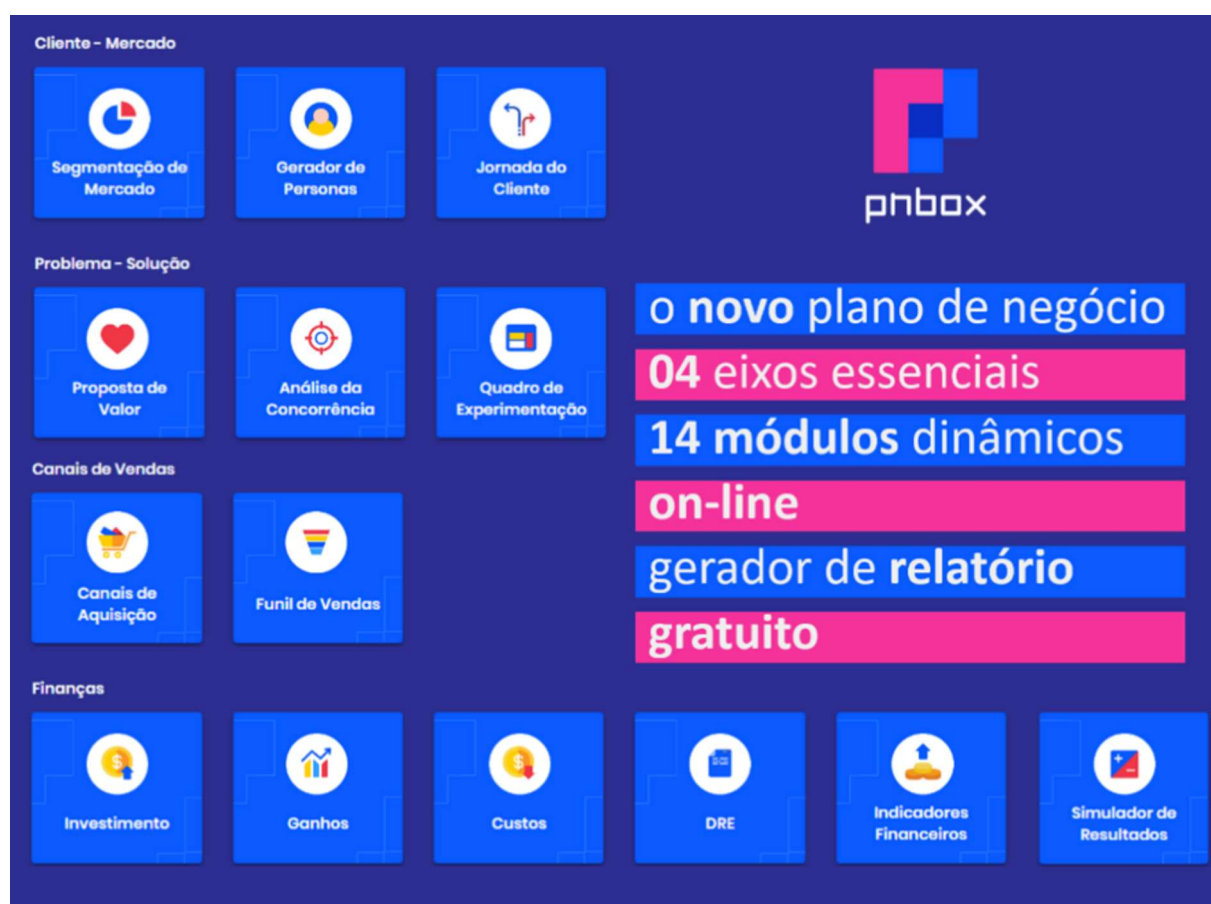 Cliente - Mercado
Segmentação de
Mercado
Gerador de
Personas
Jornada do
Cliente
pnbox
Problema - Solução
Proposta de
Valor
Análise da
Concorrência
Quadro de
Experimentação
o novo plano de negócio
04 eixos essenciais
14 módulos dinâmicos
on-line
gerador de relatório
gratuito
Canais de Vendas
Canais de
Aquisição
Funil de Vendas
Finanças
Investimento
Ganhos
Custos
DRE
Indicadores
Financeiros
Simulador de
Resultados